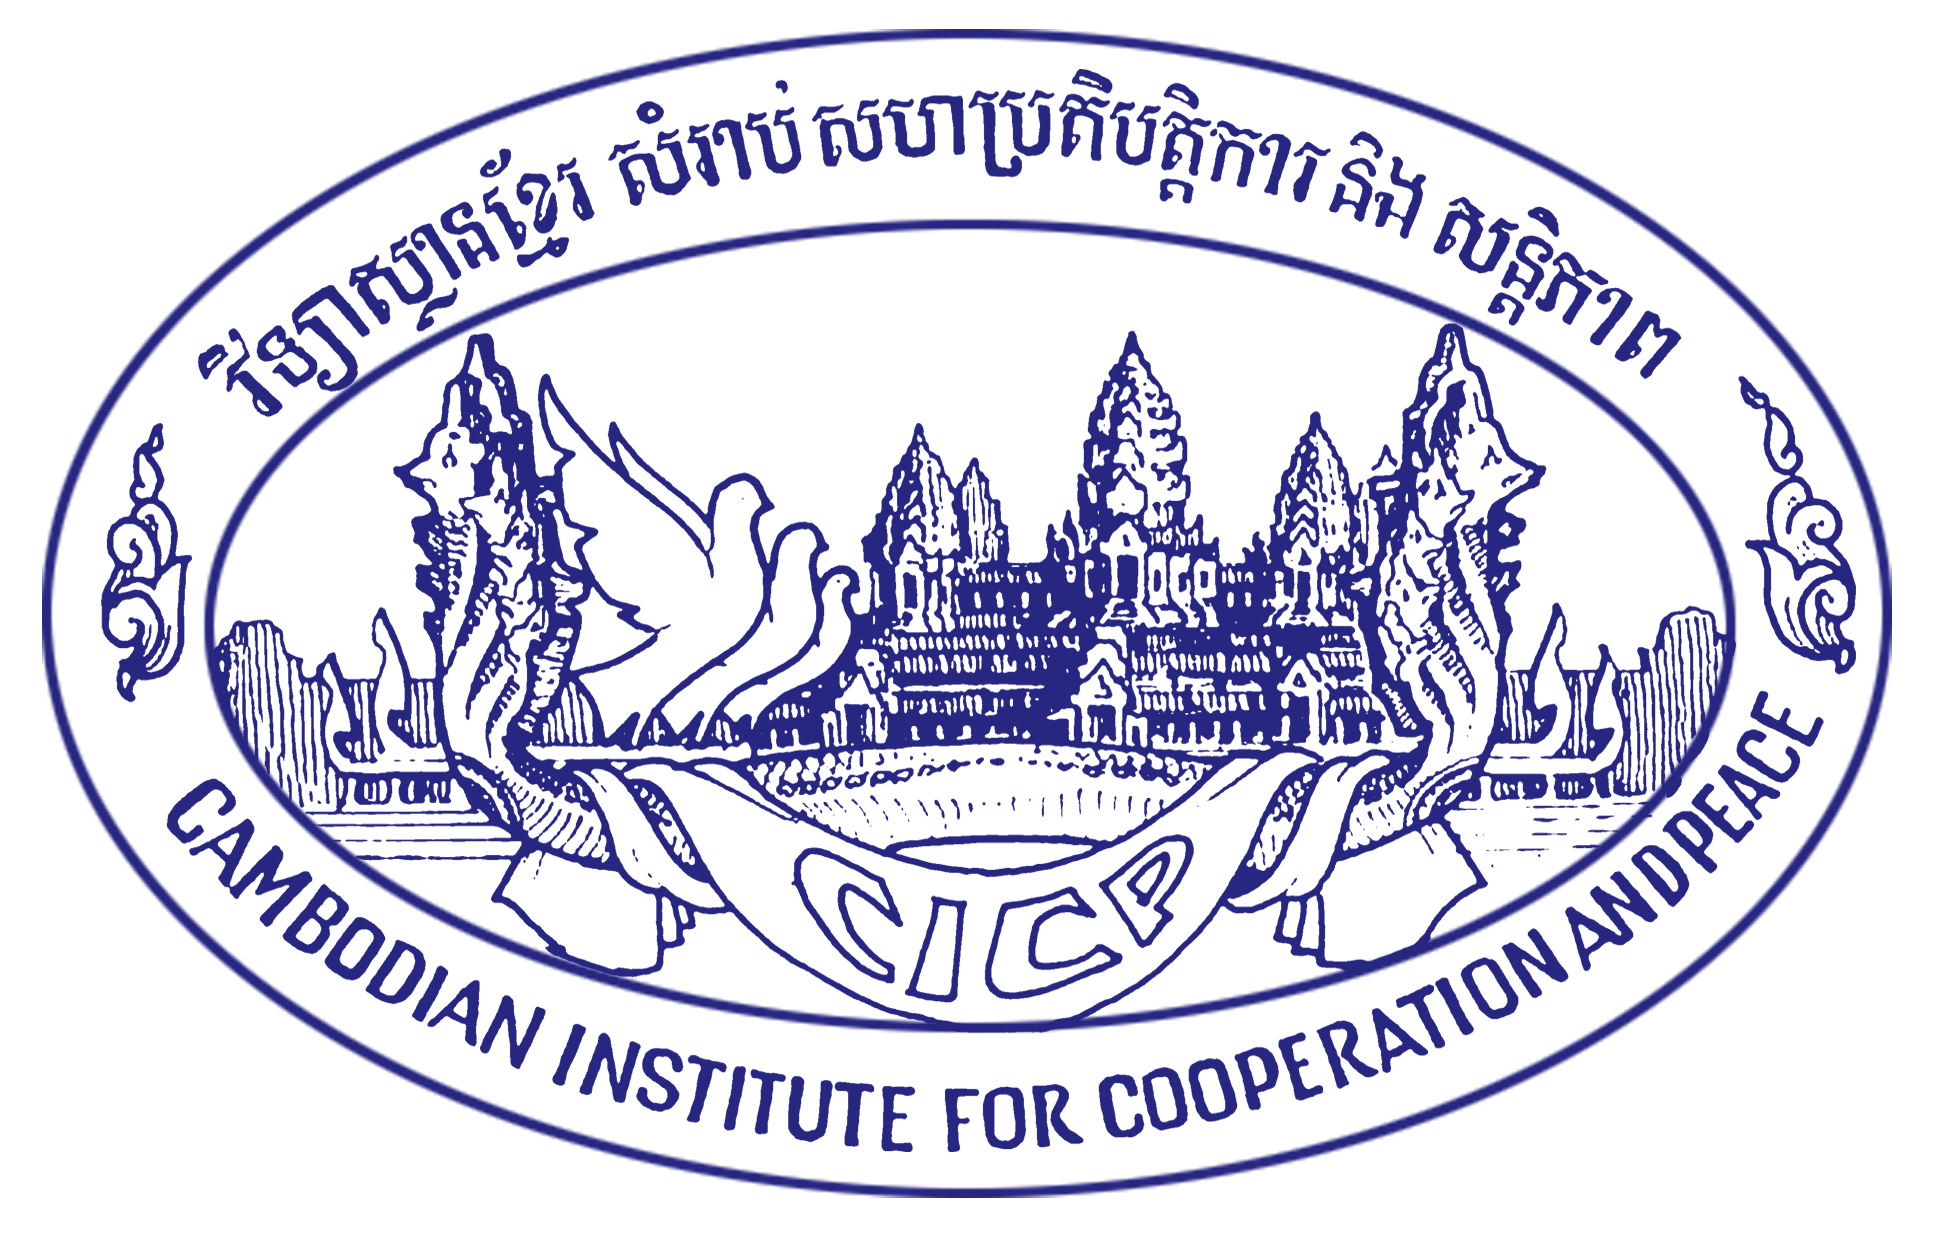 វិទ្យាស្ថានខ្មែរ សំរាប់ សហប្រតិបត្តិការ និង សន្តិភាព
CICP
CAMBODIAN INSTITUTE FOR COOPERATION AND PEACE